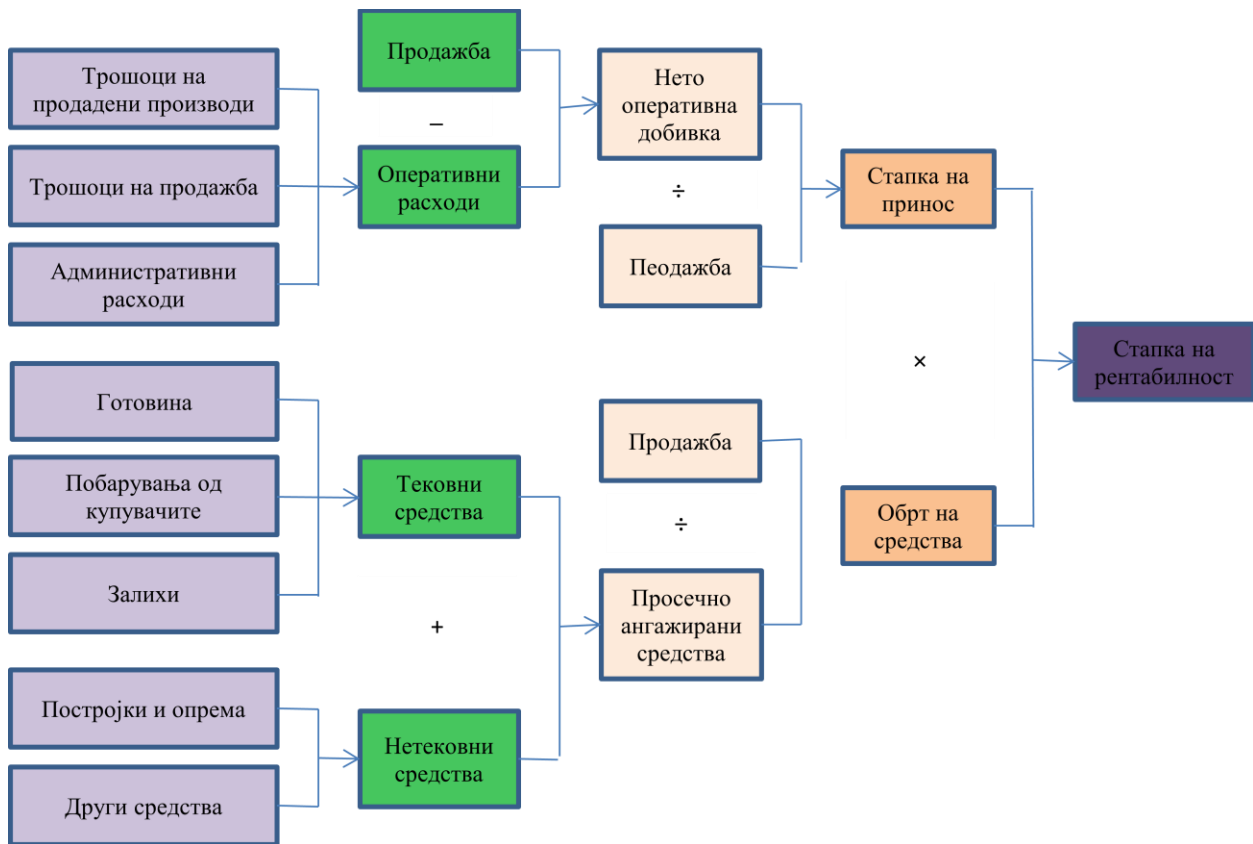 Трошоци на
продадени производи
Трошоци на продажба
Административни
расходи
Продажба
–
Оперативни
расходи
Нето
оперативна
добивка
÷
Пеодажба
Стапка на
принос
×
Стапка на
рентабилност
Готовина
Побарувања од
купувачите
Залихи
Тековни
средства
+
Постројки и опрема
Други средства
Нетековни
средства
Продажба
÷
Просечно
ангажирани
средства
Обрт на
средства